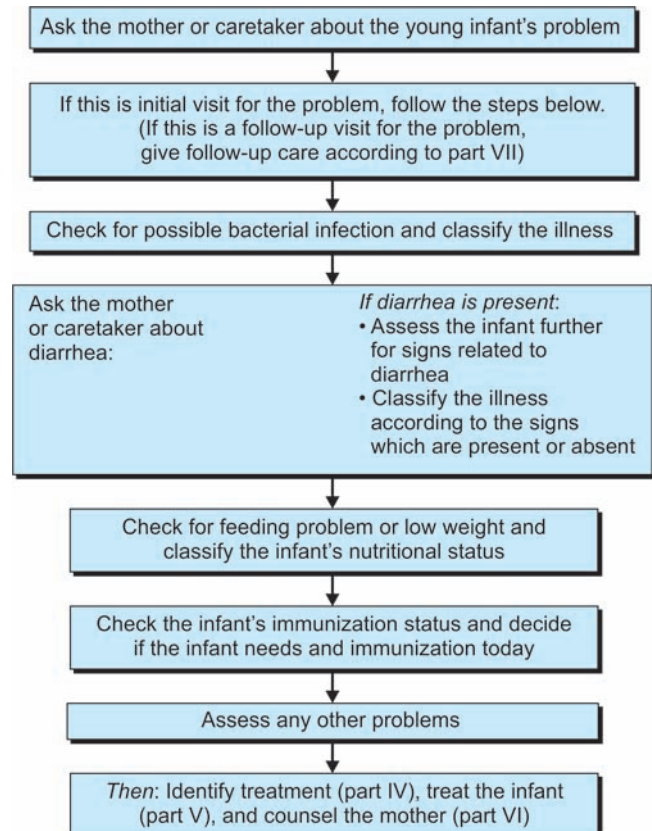 Ask the mother or caretaker about the young infant's problem
If this is initial visit for the problem, follow the steps below.
(If this is a follow-up visit for the problem,
give follow-up care according to part VII)
Check for possible bacterial infection and classify the illness
Ask the mother
or caretaker about
diarrhea:
If diarrhea is present:
• Assess the infant further
for signs related to
diarrhea
• Classify the illness
according to the signs
which are present or absent
Check for feeding problem or low weight and
classify the infant's nutritional status
Check the infant's immunization status and decide
if the infant needs and immunization today
Assess any other problems
Then: Identify treatment (part IV), treat the infant
(part V), and counsel the mother (part VI)